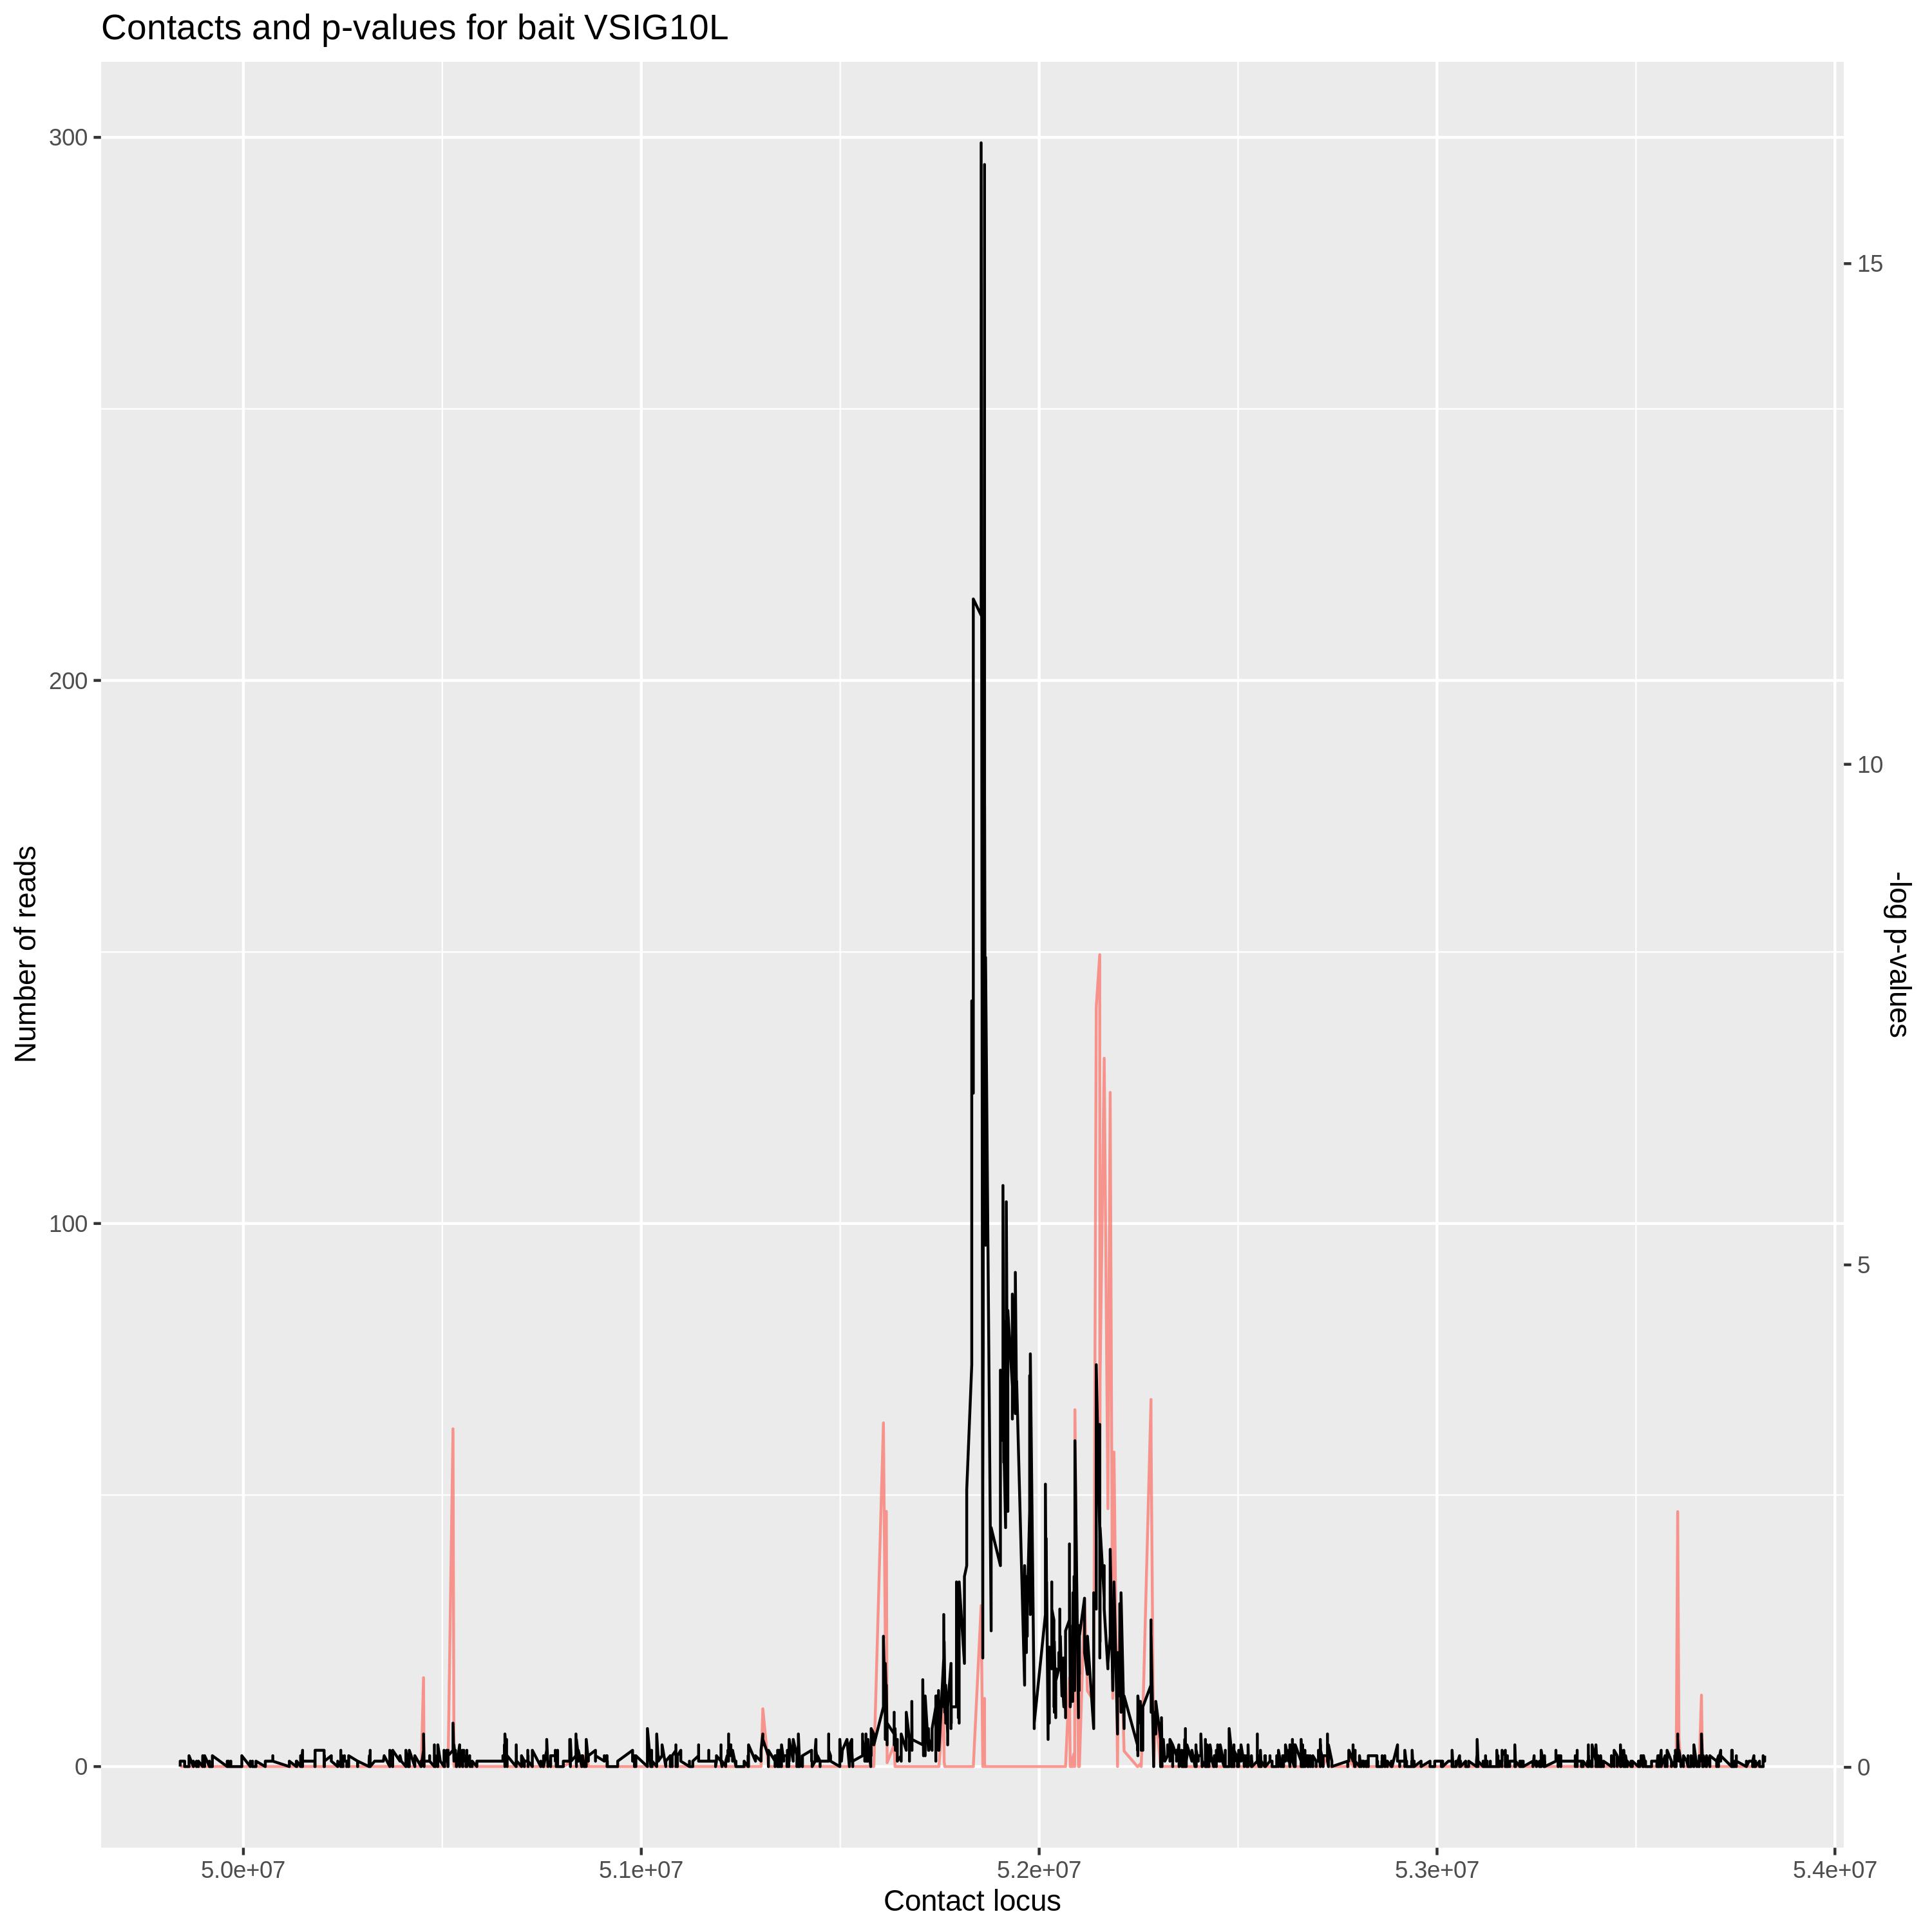 Contacts and p-values for bait VSIG10L
300
200
100
0
Number of reads
15
10
5
0
-log p-values
5.0e+07
5.1e+07
5.2e+07
5.3e+07
5.4e+07
Contact locus